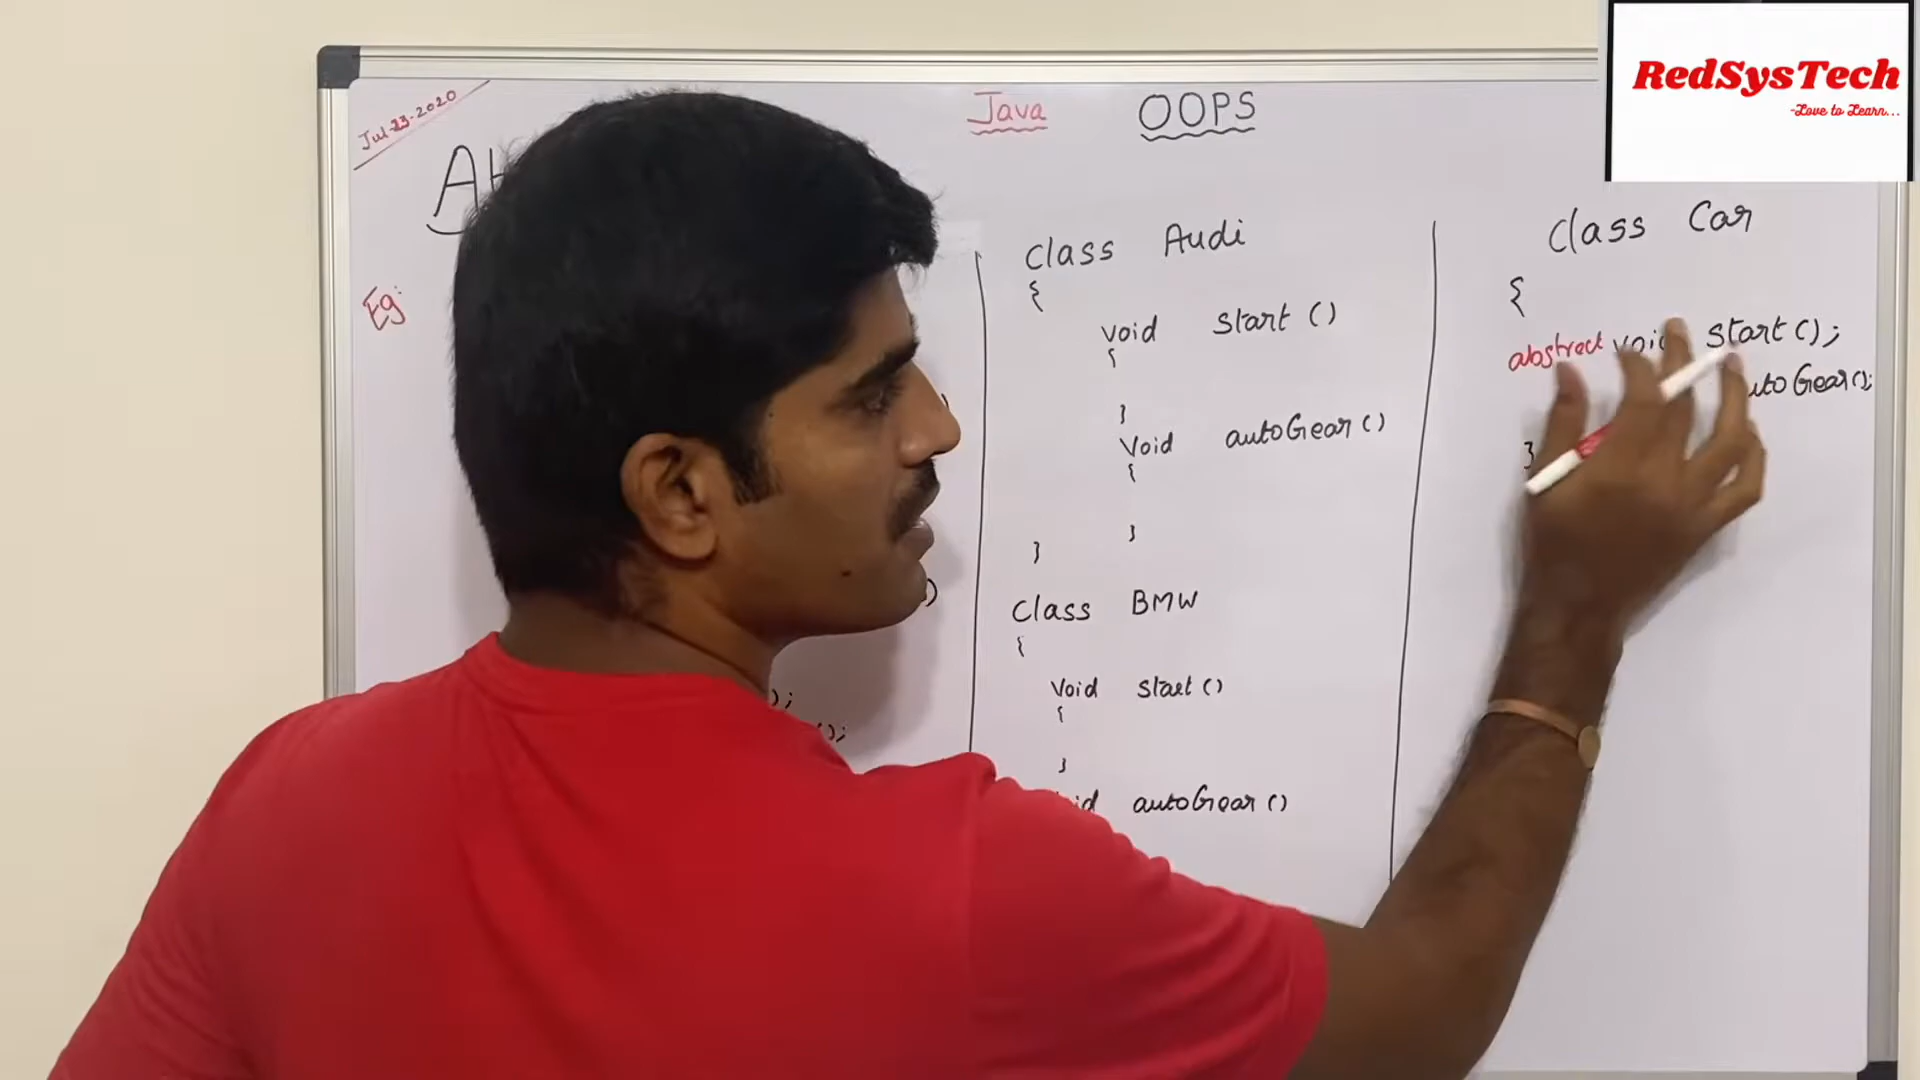 RedSysTech
-Love to Learn...
Jul-23-2020
Java OOPS
Eg:
);
();
Class Audi
{
void start ()
{
}
Void autoGear ()
{
}
}
Class BMW
{
Void start ()
{
}
autoGear ()
Class Car
{
abstract void start();
}